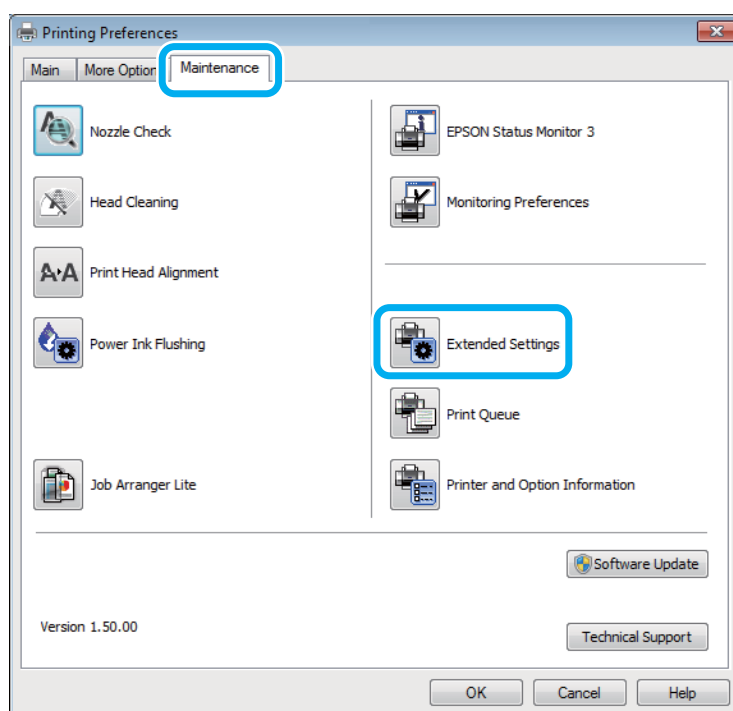 Printing Preferences
Main
More Option
Maintenance
Nozzle Check
EPSON Status Monitor 3
Head Cleaning
Monitoring Preferences
A A
Print Head Alignment
Power Ink Flushing
Extended Settings
Print Queue
Job Arranger Lite
Printer and Option Information
Software Update
Version 1.50.00
Technical Support
OK
Cancel
Help